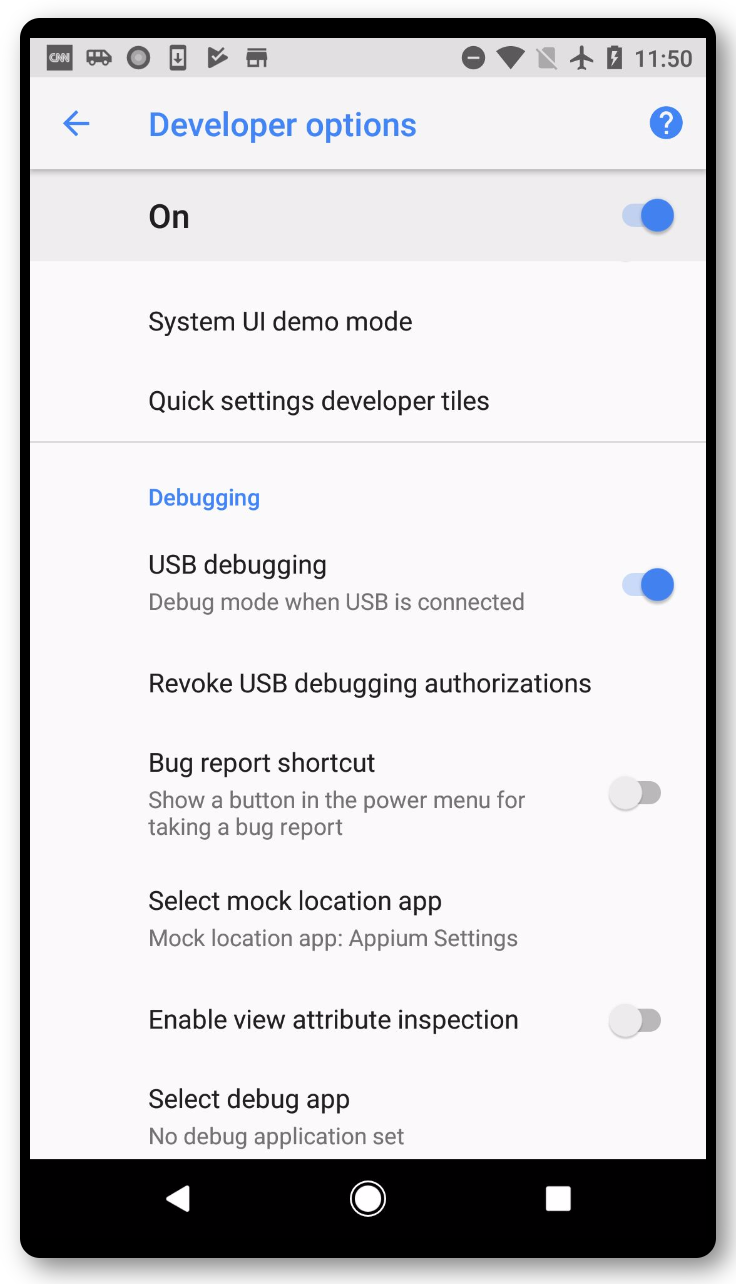 CNN 11:50
Developer options
On
System UI demo mode
Quick settings developer tiles
Debugging
USB debugging
Debug mode when USB is connected
Revoke USB debugging authorizations
Bug report shortcut
Show a button in the power menu for
taking a bug report
Select mock location app
Mock location app: Appium Settings
Enable view attribute inspection
Select debug app
No debug application set